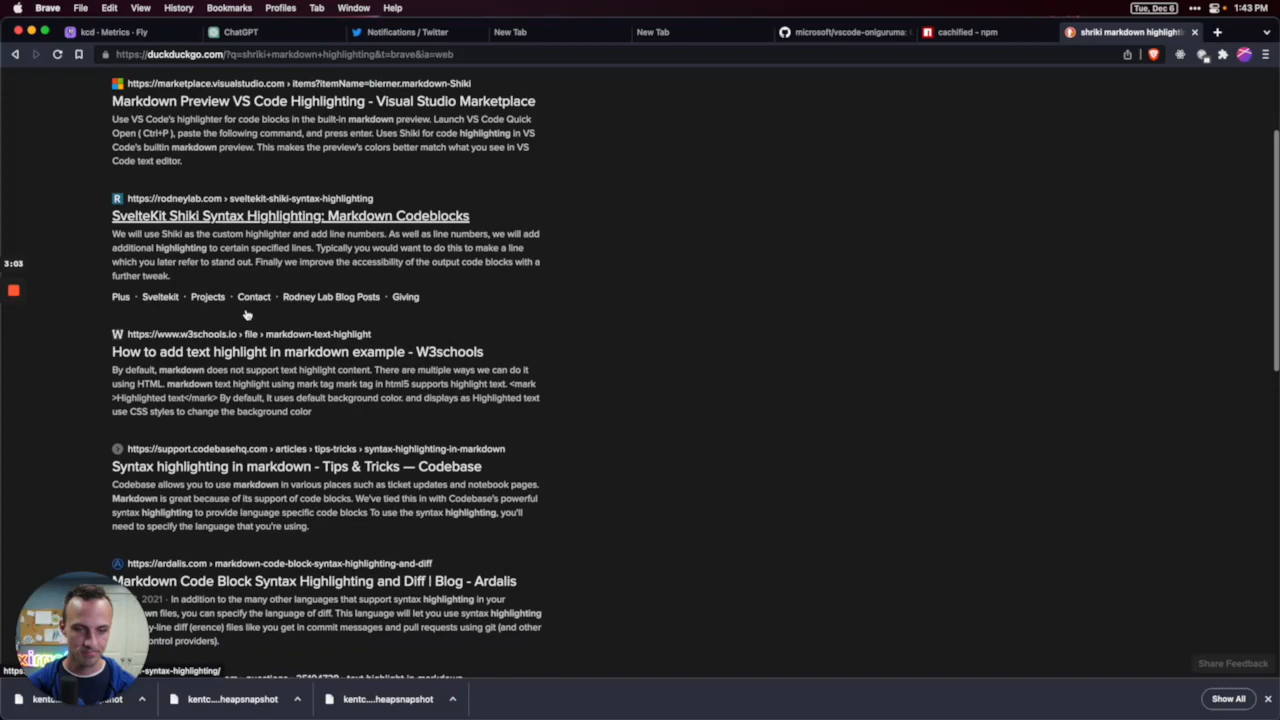 Brave File Edit View History Bookmarks Profiles Tab Window Help
Tue, Dec 6 1:43 PM
kcd - Metrics · Fly
ChatGPT
Notifications / Twitter
New Tab
New Tab
microsoft/vscode-oniguruma:
cachified - npm
shriki markdown highlightin
https://duckduckgo.com/?q=shriki+markdown+highlighting&t=brave&ia=web
https://marketplace.visualstudio.com › items?itemName=bierner.markdown-Shiki
Markdown Preview VS Code Highlighting - Visual Studio Marketplace
Use VS Code's highlighter for code blocks in the built-in markdown preview. Launch VS Code Quick
Open ( Ctrl+P ), paste the following command, and press enter. Uses Shiki for code highlighting in VS
Code's builtin markdown preview. This makes the preview's colors better match what you see in VS
Code text editor.
https://rodneylab.com › sveltekit-shiki-syntax-highlighting
SvelteKit Shiki Syntax Highlighting: Markdown Codeblocks
We will use Shiki as the custom highlighter and add line numbers. As well as line numbers, we will add
additional highlighting to certain specified lines. Typically you would want to do this to make a line
which you later refer to stand out. Finally we improve the accessibility of the output code blocks with a
3:03
further tweak.
Plus · Sveltekit · Projects · Contact · Rodney Lab Blog Posts · Giving
https://www.w3schools.io › file › markdown-text-highlight
How to add text highlight in markdown example - W3schools
By default, markdown does not support text highlight content. There are multiple ways we can do it
using HTML. markdown text highlight using mark tag mark tag in html5 supports highlight text. <mark
>Highlighted text</mark> By default, It uses default background color. and displays as Highlighted text
use CSS styles to change the background color
https://support.codebasehq.com › articles › tips-tricks › syntax-highlighting-in-markdown
Syntax highlighting in markdown - Tips & Tricks — Codebase
Codebase allows you to use markdown in various places such as ticket updates and notebook pages.
Markdown is great because of its support of code blocks. We've tied this in with Codebase's powerful
syntax highlighting to provide language specific code blocks To use the syntax highlighting, you'll
need to specify the language that you're using.
https://ardalis.com › markdown-code-block-syntax-highlighting-and-diff
Markdown Code Block Syntax Highlighting and Diff | Blog - Ardalis
2021 · In addition to the many other languages that support syntax highlighting in your
files, you can specify the language of diff. This language will let you use syntax highlighting
diff (erence) files like you get in commit messages and pull requests using git (and other
control providers).
-syntax-highlighting/
Share Feedback
kentc....heapsnapshot
kentc....heapsnapshot
Show All